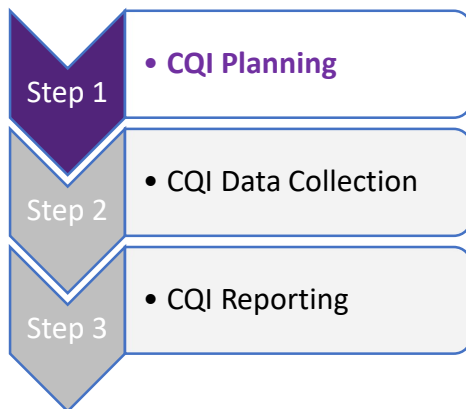 Step 1
• CQI Planning
Step 2
• CQI Data Collection
Step 3
• CQI Reporting